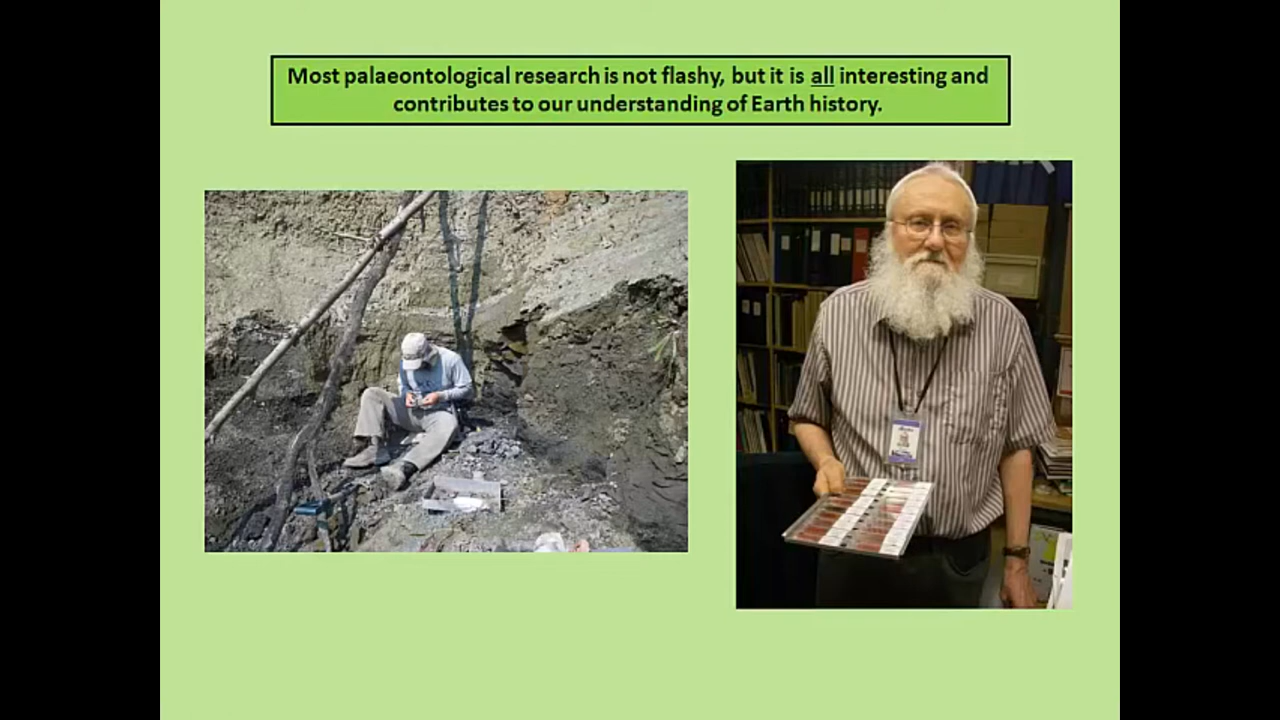 Most palaeontological research is not flashy, but it is all interesting and
contributes to our understanding of Earth history.